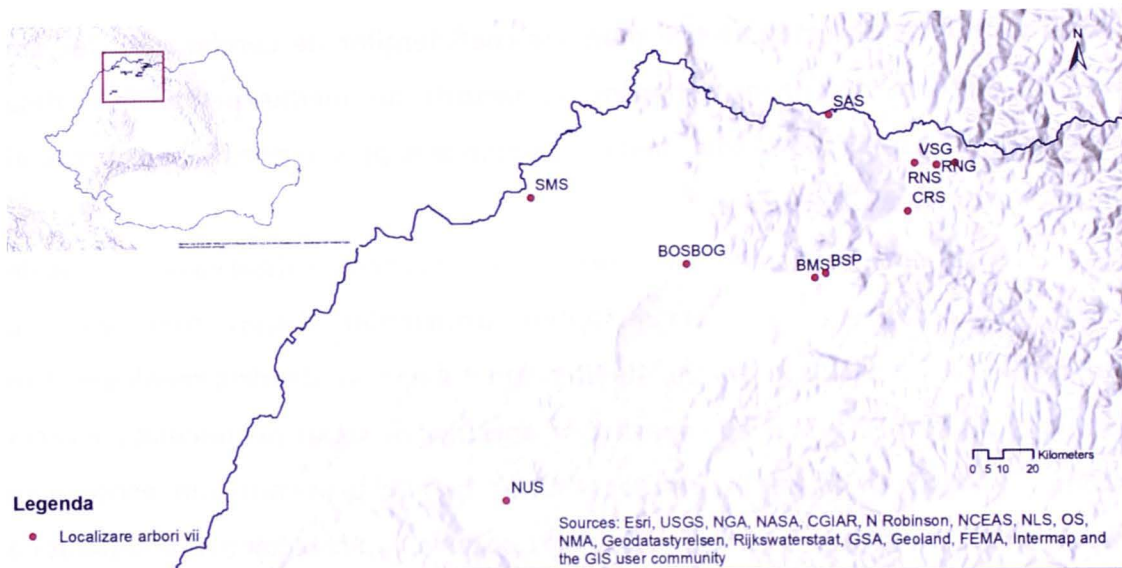 N
SAS
VSG
RNG
RNS
SMS
CRS
BOSBOG
BMS
BSP
0 5 10 20 Kilometers
NUS
Legenda
Localizare arbori vii
Sources: Esri, USGS, NGA, NASA, CGIAR, N Robinson, NCEAS, NLS, OS,
NMA, Geodatastyrelsen, Rijkswaterstaat, GSA, Geoland, FEMA, Intermap and
the GIS user community